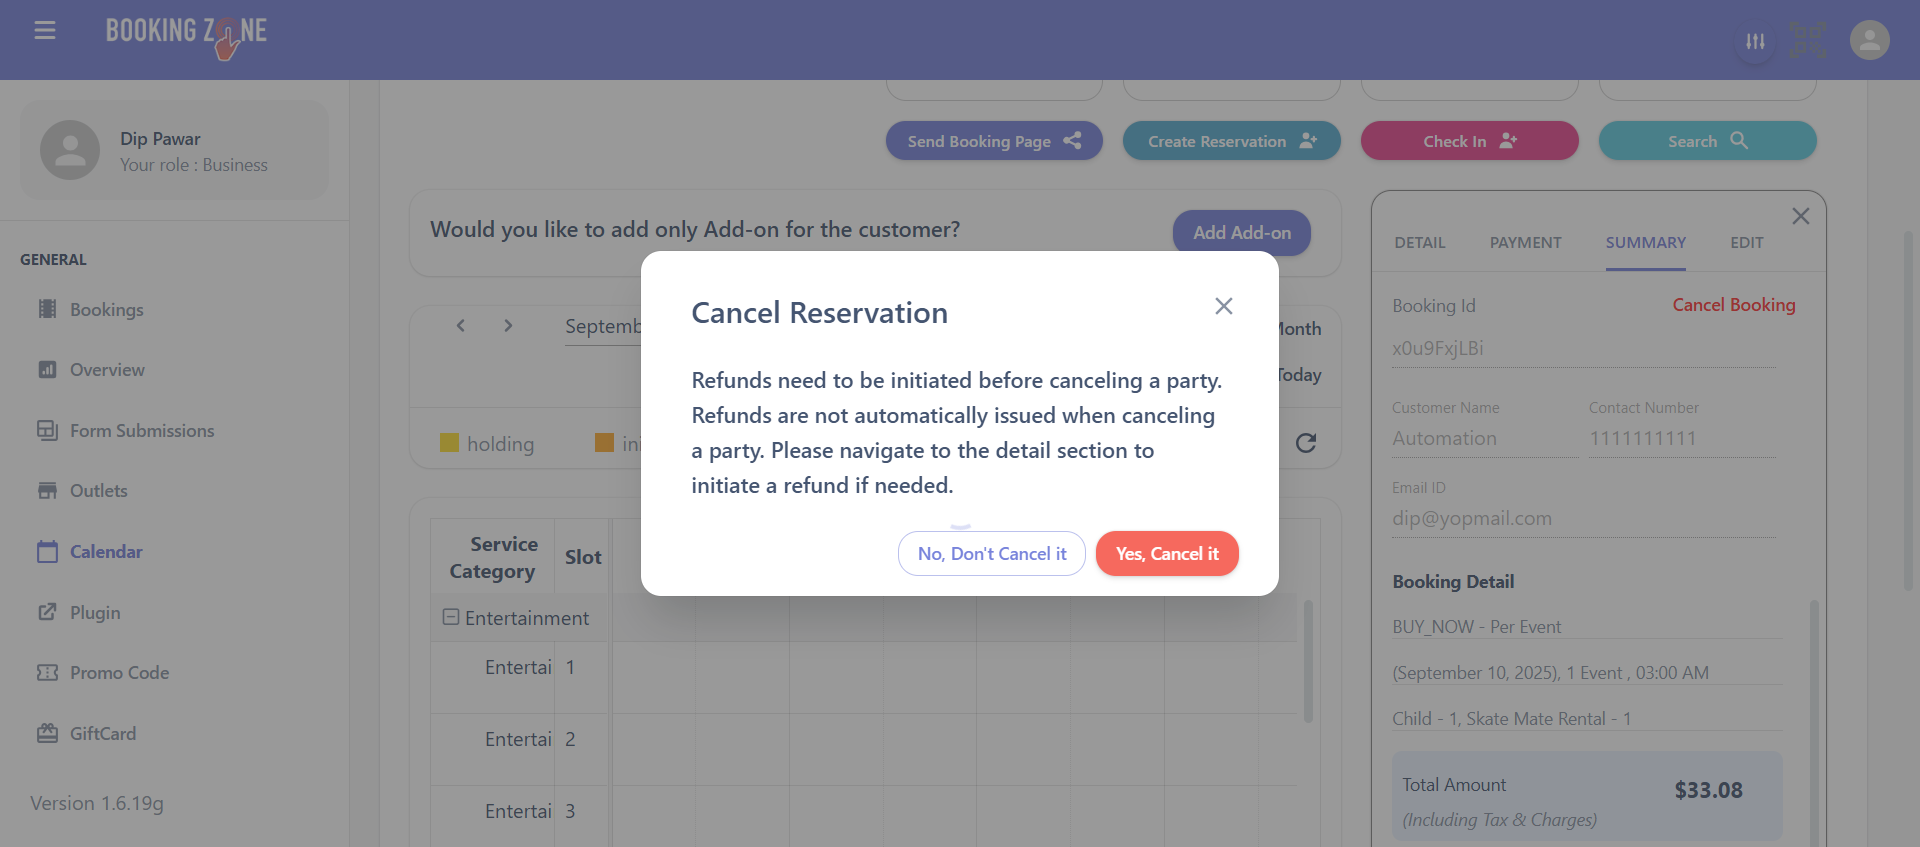 BOOKING ZONE
Dip Pawar
Your role : Business
GENERAL
Bookings
Overview
Form Submissions
Outlets
Calendar
Plugin
Promo Code
GiftCard
Version 1.6.19g
Send Booking Page
Create Reservation
Check In
Search
Would you like to add only Add-on for the customer?
Add Add-on
Septemb
Month
Today
holding
ini
Service
Category
Slot
Entertainment
Entertai 1
Entertai 2
Entertai 3
Cancel Reservation
Refunds need to be initiated before canceling a party.
Refunds are not automatically issued when canceling
a party. Please navigate to the detail section to
initiate a refund if needed.
No, Don't Cancel it
Yes, Cancel it
DETAIL
PAYMENT
SUMMARY
EDIT
Booking Id
Cancel Booking
x0u9FxjLBi
Customer Name
Contact Number
Automation
1111111111
Email ID
dip@yopmail.com
Booking Detail
BUY_NOW - Per Event
(September 10, 2025), 1 Event , 03:00 AM
Child - 1, Skate Mate Rental - 1
Total Amount
$33.08
(Including Tax & Charges)